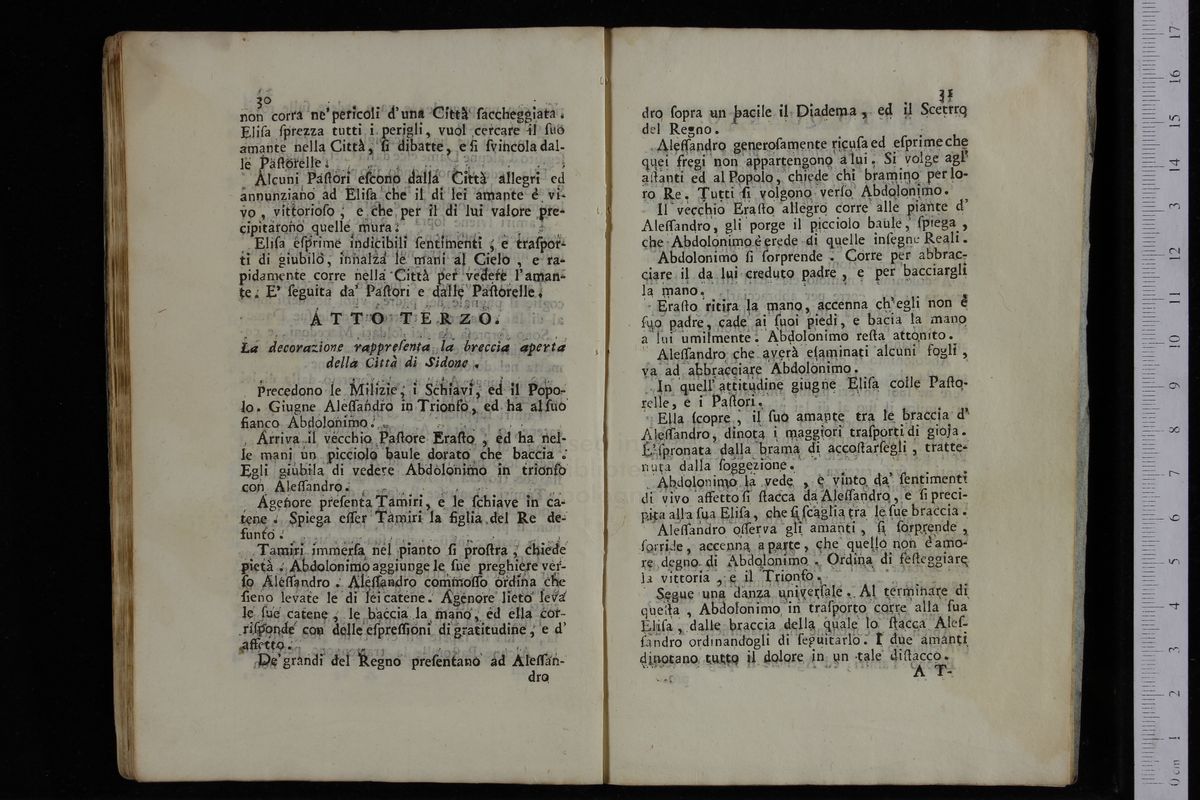 30
non corra ne' pericoli d'una Città ſaccheggiata.
Eliſa ſprezza tutti i perigli, vuol cercare il ſuo
amante nella Città, ſi dibatte, e ſi ſvincola dal-
le Paſtorelle.
Alcuni Paſtori eſcono dalla Città allegri ed
annunziano ad Eliſa che il di lei amante è vi-
vo, vittorioſo, e che per il di lui valore pre-
cipitarono quelle mura.
Eliſa eſprime indicibili ſentimenti, e traſpor-
ti di giubilo, innalza le mani al Cielo, e ra-
pidamente corre nella Città per vedere l'aman-
te. E' ſeguita da' Paſtori e dalle Paſtorelle.
ATTO TERZO.
La decorazione rappreſenta la breccia aperta
della Città di Sidone.
Precedono le Milizie, i Schiavi, ed il Popo-
lo. Giugne Aleſſandro in Trionfo, ed ha al ſuo
fianco Abdolonimo.
Arriva il vecchio Paſtore Eraſto, ed ha nel-
le mani un picciolo baule dorato che baccia.
Egli giubila di vedere Abdolonimo in trionfo
con Aleſſandro.
Agenore preſenta Tamiri, e le ſchiave in ca-
tene. Spiega eſſer Tamiri la figlia del Re de-
funto.
Tamiri immerſa nel pianto ſi proſtra, chiede
pietà. Abdolonimo aggiunge le ſue preghiere ver-
ſo Aleſſandro. Aleſſandro commoſſo ordina che
ſieno levate le di lei catene. Agenore lieto leva
le ſue catene, le baccia la mano, ed ella cor-
riſponde con delle eſpreſſioni di gratitudine, e d'
affetto.
De' grandi del Regno preſentano ad Aleſſan-
dro
31
dro ſopra un bacile il Diadema, ed il Scettro
del Regno.
Aleſſandro generoſamente ricuſa ed eſprime che
quei fregi non appartengono a lui. Si volge agl'
aſtanti ed al Popolo, chiede chi bramino per lo-
ro Re. Tutti ſi volgono verſo Abdolonimo.
Il vecchio Eraſto allegro corre alle piante d'
Aleſſandro, gli porge il picciolo baule, ſpiega,
che Abdolonimo è erede di quelle inſegne Reali.
Abdolonimo ſi ſorprende. Corre per abbrac-
ciare il da lui creduto padre, e per bacciargli
la mano.
Eraſto ritira la mano, accenna ch'egli non è
ſuo padre, cade ai ſuoi piedi, e bacia la mano
a lui umilmente. Abdolonimo reſta attonito.
Aleſſandro che averà eſaminati alcuni fogli,
va ad abbracciare Abdolonimo.
In quell' attitudine giugne Eliſa colle Paſto-
relle, e i Paſtori.
Ella ſcopre, il ſuo amante tra le braccia d'
Aleſſandro, dinota i maggiori traſporti di gioja.
E' ſpronata dalla brama di accoſtarſegli, tratte-
nuta dalla ſoggezione.
Abdolonimo la vede, e vinto da' ſentimenti
di vivo affetto ſi ſtacca da Aleſſandro, e ſi preci-
pita alla ſua Eliſa, che ſi ſcaglia tra le ſue braccia.
Aleſſandro oſſerva gli amanti, ſi ſorprende,
ſorride, accenna a parte, che quello non è amo-
re degno di Abdolonimo. Ordina di feſteggiare
la vittoria, e il Trionfo.
Segue una danza univerſale. Al terminare di
queſta, Abdolonimo in traſporto corre alla ſua
Eliſa, dalle braccia della quale lo ſtacca Aleſ-
ſandro ordinandogli di ſeguitarlo. I due amanti
dinotano tutto il dolore in un tale diſtacco.
A T-
0 cm 1 2 3 4 5 6 7 8 9 10 11 12 13 14 15 16 17